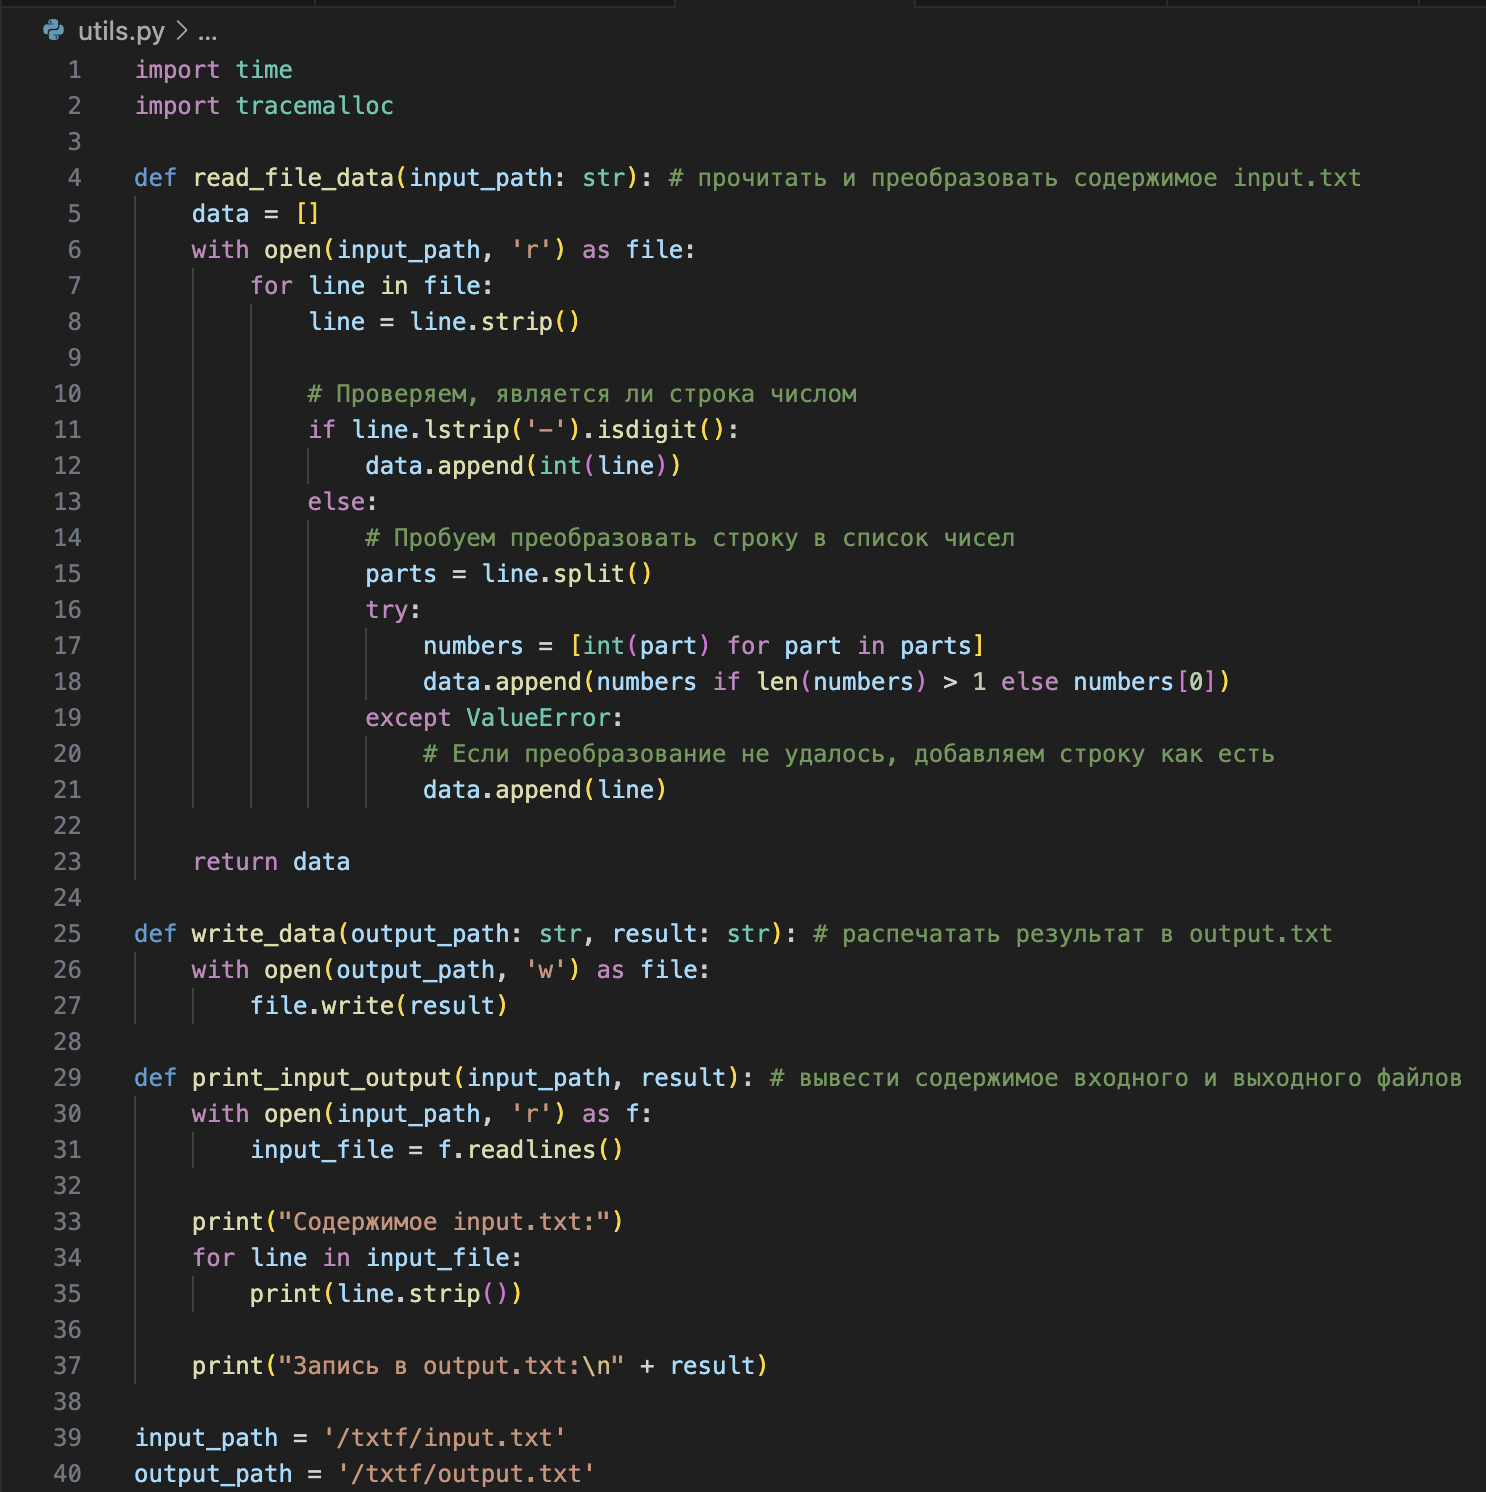 utils.py > ...
1 import time
2 import tracemalloc
3
4 def read_file_data(input_path: str): # прочитать и преобразовать содержимое input.txt
5     data = []
6     with open(input_path, 'r') as file:
7         for line in file:
8             line = line.strip()
9
10             # Проверяем, является ли строка числом
11             if line.lstrip('-').isdigit():
12                 data.append(int(line))
13             else:
14                 # Пробуем преобразовать строку в список чисел
15                 parts = line.split()
16                 try:
17                     numbers = [int(part) for part in parts]
18                     data.append(numbers if len(numbers) > 1 else numbers[0])
19                 except ValueError:
20                     # Если преобразование не удалось, добавляем строку как есть
21                     data.append(line)
22
23     return data
24
25 def write_data(output_path: str, result: str): # распечатать результат в output.txt
26     with open(output_path, 'w') as file:
27         file.write(result)
28
29 def print_input_output(input_path, result): # вывести содержимое входного и выходного файлов
30     with open(input_path, 'r') as f:
31         input_file = f.readlines()
32
33     print("Содержимое input.txt:")
34     for line in input_file:
35         print(line.strip())
36
37     print("Запись в output.txt:\n" + result)
38
39 input_path = '/txtf/input.txt'
40 output_path = '/txtf/output.txt'